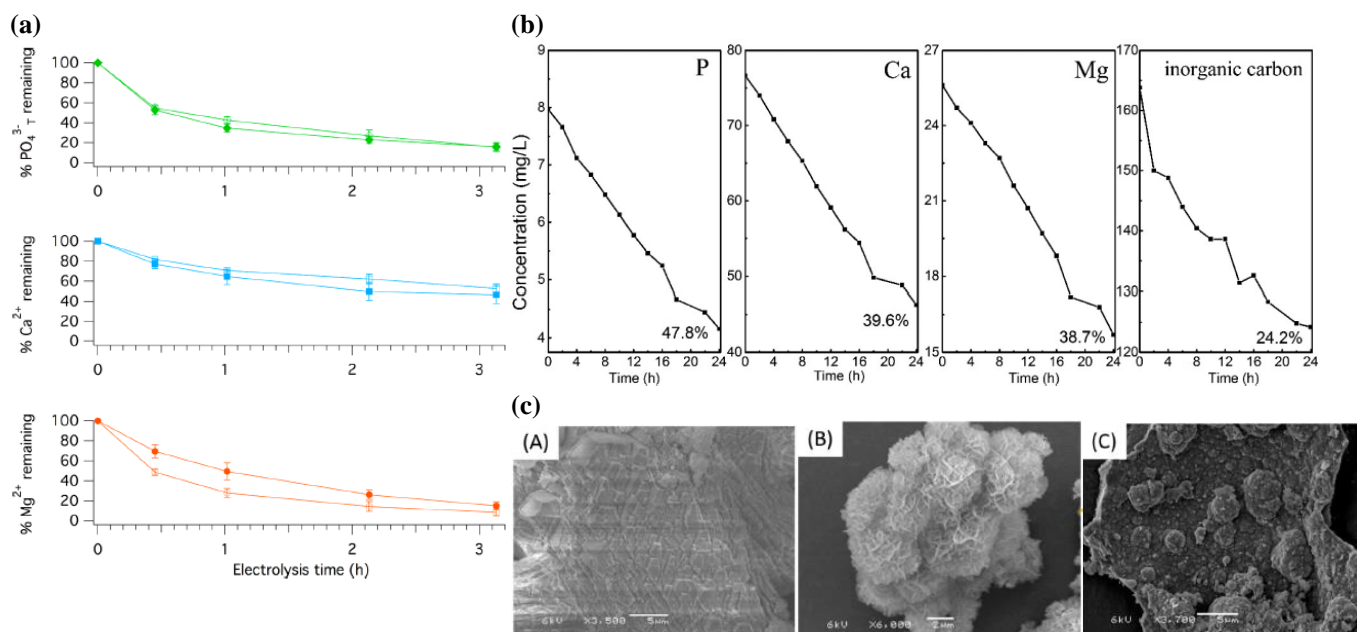 (a)
% PO₄³⁻ T remaining
100
80
60
40
20
0
0
1
2
3
% Ca²⁺ remaining
100
80
60
40
20
0
0
1
2
3
% Mg²⁺ remaining
100
80
60
40
20
0
0
1
2
3
Electrolysis time (h)
(b)
Concentration (mg/L)
9
8
7
6
5
4
P
47.8%
0 4 8 12 16 20 24
Time (h)
80
70
60
50
40
Ca
39.6%
0 4 8 12 16 20 24
Time (h)
27
24
21
18
15
Mg
38.7%
0 4 8 12 16 20 24
Time (h)
170
160
150
140
130
120
inorganic carbon
24.2%
0 4 8 12 16 20 24
Time (h)
(c)
(A)
6kV X3,500 5µm
(B)
6kV X6,000 2µm
(C)
6kV X3,700 5µm